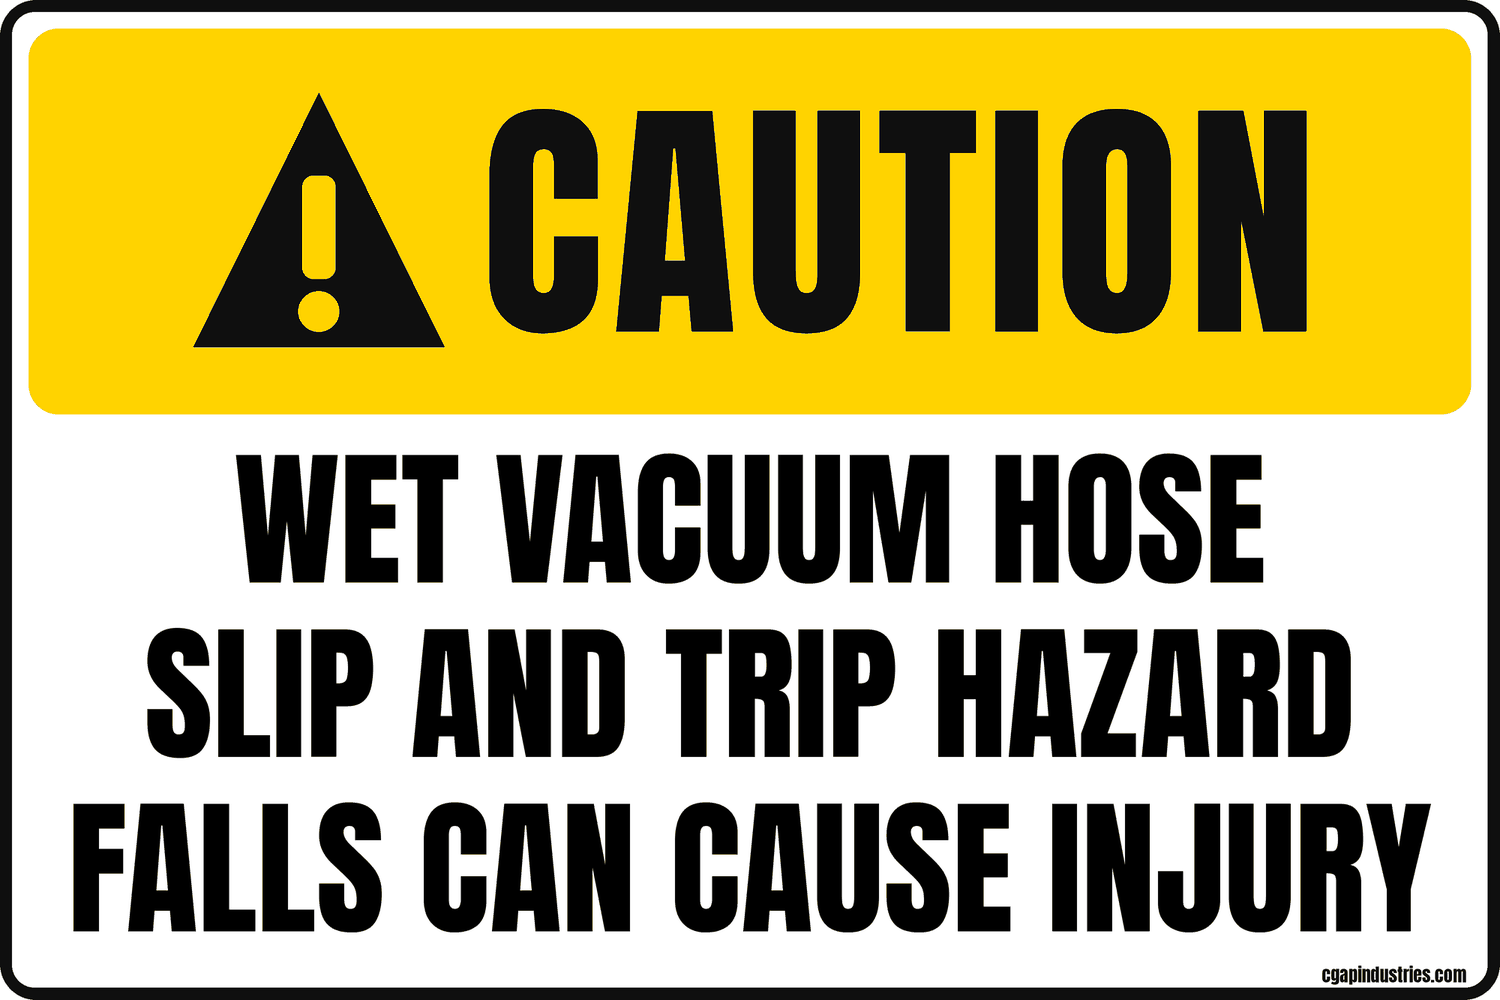 CAUTION
WET VACUUM HOSE
SLIP AND TRIP HAZARD
FALLS CAN CAUSE INJURY
cgapindustries.com